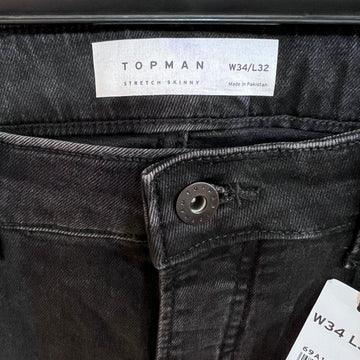 TOPMAN
STRETCH SKINNY
W34/L32
Made in Pakistan
W34 L